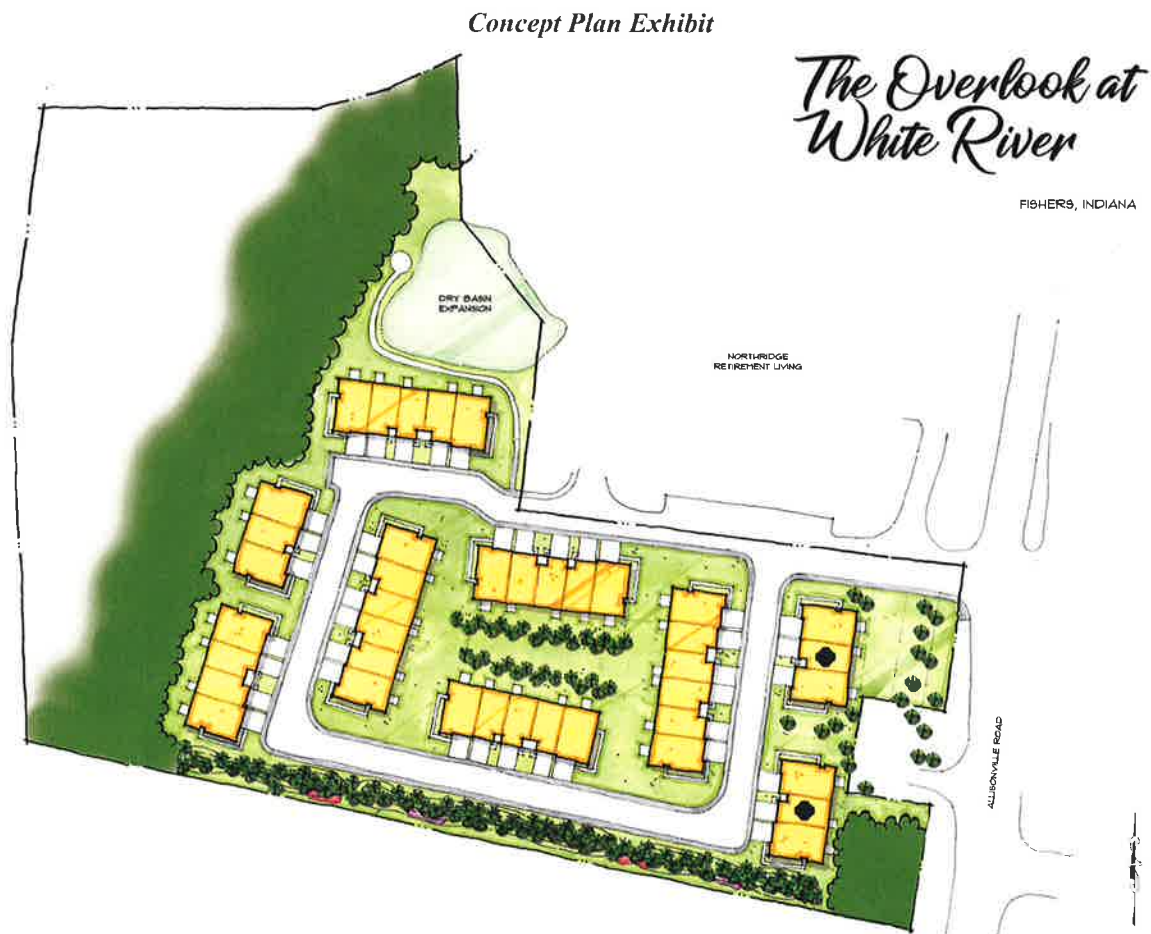 Concept Plan Exhibit
The Overlook at
White River
FISHERS, INDIANA
DRY BASIN
EXPANSION
NORTHRIDGE
RETIREMENT LIVING
ALLISONVILLE ROAD